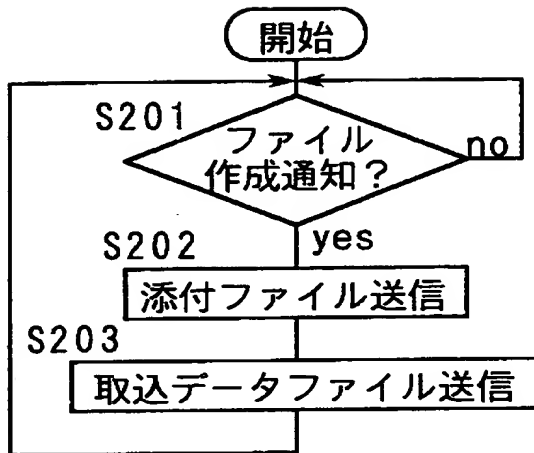 開始
S201
ファイル
作成通知?
no
yes
S202
添付ファイル送信
S203
取込データファイル送信